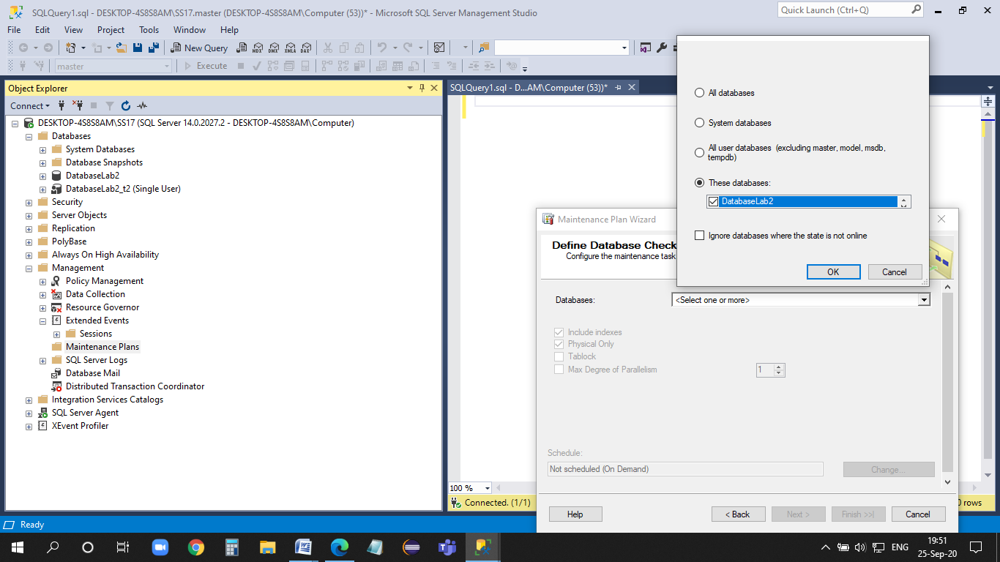 SQLQuery1.sql - DESKTOP-4S8S8AM\SS17.master (DESKTOP-4S8S8AM\Computer (53))* - Microsoft SQL Server Management Studio
Quick Launch (Ctrl+Q)
File Edit View Project Tools Window Help
New Query
MDX DMX XMLA DAX
master
Execute
Object Explorer
Connect
DESKTOP-4S8S8AM\SS17 (SQL Server 14.0.2027.2 - DESKTOP-4S8S8AM\Computer)
Databases
System Databases
Database Snapshots
DatabaseLab2
DatabaseLab2_t2 (Single User)
Security
Server Objects
Replication
PolyBase
Always On High Availability
Management
Policy Management
Data Collection
Resource Governor
Extended Events
Sessions
Maintenance Plans
SQL Server Logs
Database Mail
Distributed Transaction Coordinator
Integration Services Catalogs
SQL Server Agent
XEvent Profiler
SQLQuery1.sql - D...AM\Computer (53))*
100 %
Connected. (1/1)
0 rows
All databases
System databases
All user databases (excluding master, model, msdb,
tempdb)
These databases:
DatabaseLab2
Ignore databases where the state is not online
OK Cancel
Maintenance Plan Wizard
Define Database Check
Configure the maintenance task
Databases: <Select one or more>
Include indexes
Physical Only
Tablock
Max Degree of Parallelism 1
Schedule:
Not scheduled (On Demand) Change...
Help < Back Next > Finish >>| Cancel
Ready
ENG
19:51
25-Sep-20